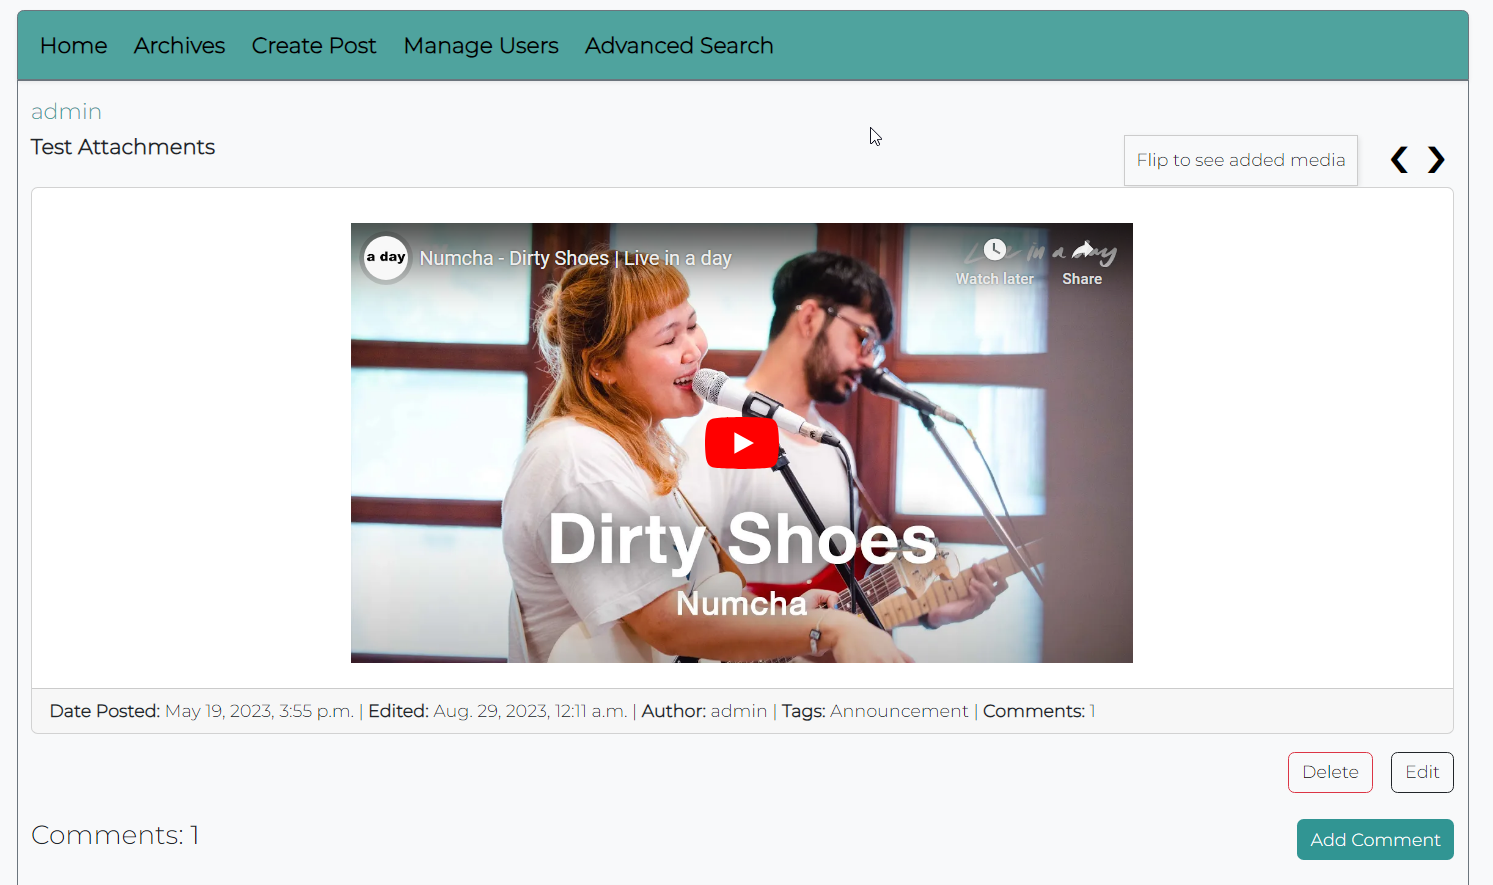 Home Archives Create Post Manage Users Advanced Search
admin
Test Attachments
Flip to see added media
❮ ❯
a day
Numcha - Dirty Shoes | Live in a day
Live in a day
Watch later Share
Dirty Shoes
Numcha
Date Posted: May 19, 2023, 3:55 p.m. | Edited: Aug. 29, 2023, 12:11 a.m. | Author: admin | Tags: Announcement | Comments: 1
Delete Edit
Comments: 1
Add Comment